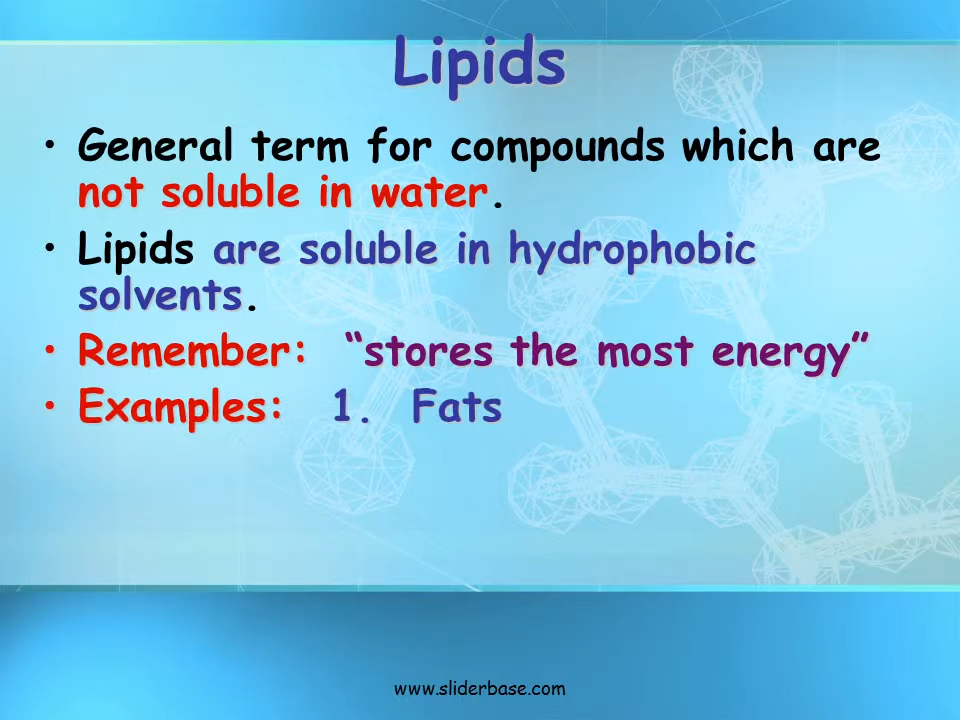 Lipids
• General term for compounds which are
not soluble in water.
• Lipids are soluble in hydrophobic
solvents.
• Remember: “stores the most energy”
• Examples: 1. Fats
www.sliderbase.com